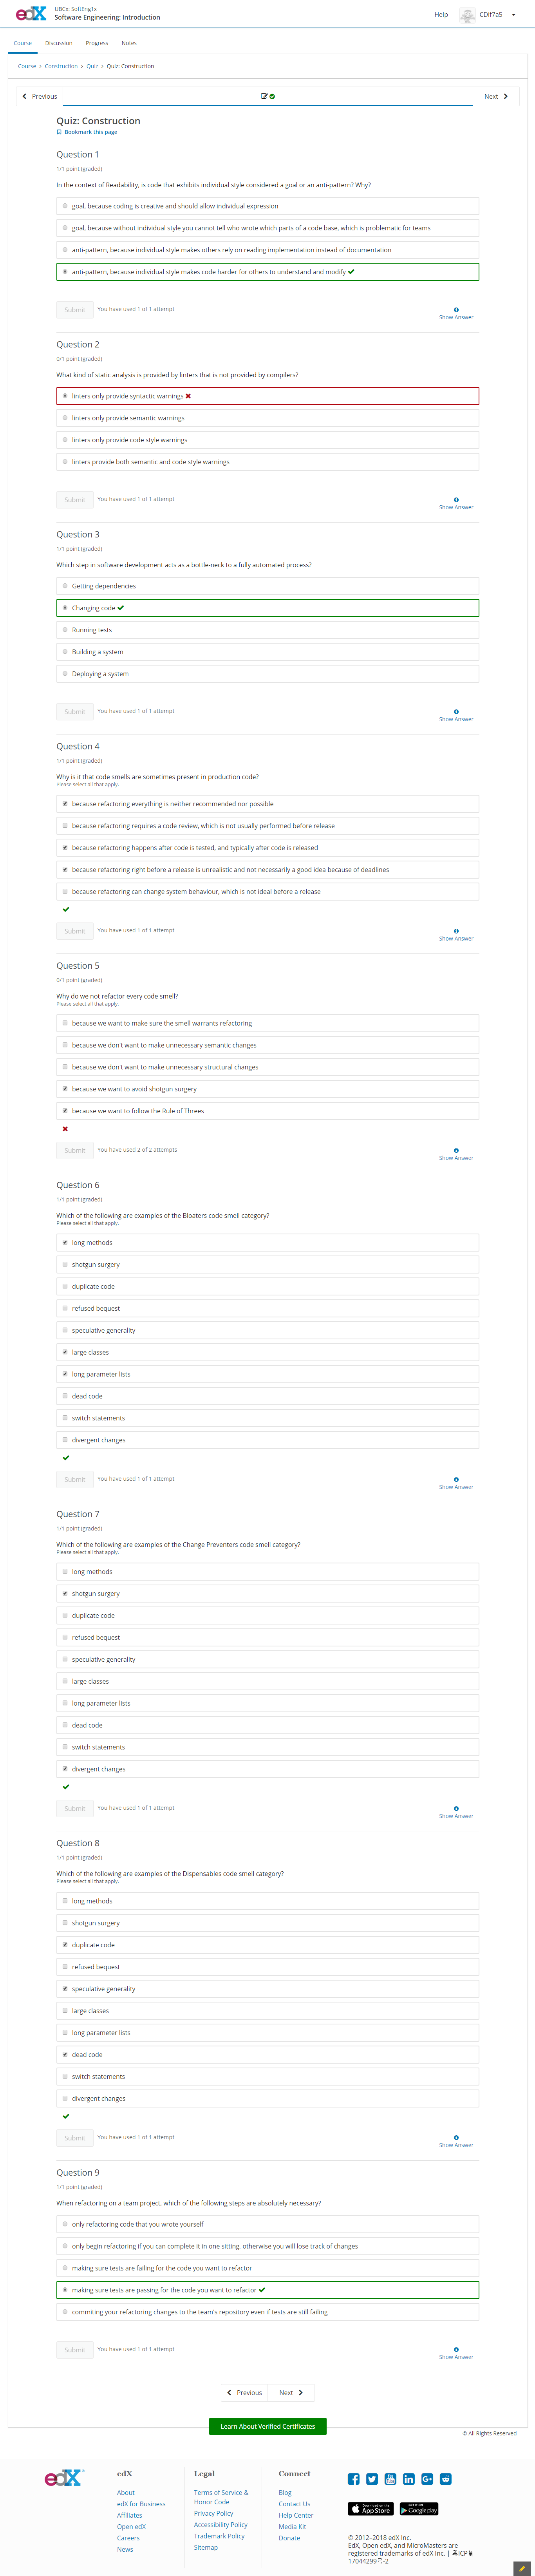 edX
UBCx: SoftEng1x
Software Engineering: Introduction
Help
CDif7a5
Course
Discussion
Progress
Notes
Course › Construction › Quiz › Quiz: Construction
Previous
Next
Quiz: Construction
Bookmark this page
Question 1
1/1 point (graded)
In the context of Readability, is code that exhibits individual style considered a goal or an anti-pattern? Why?
goal, because coding is creative and should allow individual expression
goal, because without individual style you cannot tell who wrote which parts of a code base, which is problematic for teams
anti-pattern, because individual style makes others rely on reading implementation instead of documentation
anti-pattern, because individual style makes code harder for others to understand and modify
Submit
You have used 1 of 1 attempt
Show Answer
Question 2
0/1 point (graded)
What kind of static analysis is provided by linters that is not provided by compilers?
linters only provide syntactic warnings
linters only provide semantic warnings
linters only provide code style warnings
linters provide both semantic and code style warnings
Submit
You have used 1 of 1 attempt
Show Answer
Question 3
1/1 point (graded)
Which step in software development acts as a bottle-neck to a fully automated process?
Getting dependencies
Changing code
Running tests
Building a system
Deploying a system
Submit
You have used 1 of 1 attempt
Show Answer
Question 4
1/1 point (graded)
Why is it that code smells are sometimes present in production code?
Please select all that apply.
because refactoring everything is neither recommended nor possible
because refactoring requires a code review, which is not usually performed before release
because refactoring happens after code is tested, and typically after code is released
because refactoring right before a release is unrealistic and not necessarily a good idea because of deadlines
because refactoring can change system behaviour, which is not ideal before a release
Submit
You have used 1 of 1 attempt
Show Answer
Question 5
0/1 point (graded)
Why do we not refactor every code smell?
Please select all that apply.
because we want to make sure the smell warrants refactoring
because we don't want to make unnecessary semantic changes
because we don't want to make unnecessary structural changes
because we want to avoid shotgun surgery
because we want to follow the Rule of Threes
Submit
You have used 2 of 2 attempts
Show Answer
Question 6
1/1 point (graded)
Which of the following are examples of the Bloaters code smell category?
Please select all that apply.
long methods
shotgun surgery
duplicate code
refused bequest
speculative generality
large classes
long parameter lists
dead code
switch statements
divergent changes
Submit
You have used 1 of 1 attempt
Show Answer
Question 7
1/1 point (graded)
Which of the following are examples of the Change Preventers code smell category?
Please select all that apply.
long methods
shotgun surgery
duplicate code
refused bequest
speculative generality
large classes
long parameter lists
dead code
switch statements
divergent changes
Submit
You have used 1 of 1 attempt
Show Answer
Question 8
1/1 point (graded)
Which of the following are examples of the Dispensables code smell category?
Please select all that apply.
long methods
shotgun surgery
duplicate code
refused bequest
speculative generality
large classes
long parameter lists
dead code
switch statements
divergent changes
Submit
You have used 1 of 1 attempt
Show Answer
Question 9
1/1 point (graded)
When refactoring on a team project, which of the following steps are absolutely necessary?
only refactoring code that you wrote yourself
only begin refactoring if you can complete it in one sitting, otherwise you will lose track of changes
making sure tests are failing for the code you want to refactor
making sure tests are passing for the code you want to refactor
commiting your refactoring changes to the team's repository even if tests are still failing
Submit
You have used 1 of 1 attempt
Show Answer
Previous
Next
Learn About Verified Certificates
© All Rights Reserved
edX
edX
About
edX for Business
Affiliates
Open edX
Careers
News
Legal
Terms of Service &
Honor Code
Privacy Policy
Accessibility Policy
Trademark Policy
Sitemap
Connect
Blog
Contact Us
Help Center
Media Kit
Donate
Download on the
App Store
GET IT ON
Google play
© 2012–2018 edX Inc.
EdX, Open edX, and MicroMasters are
registered trademarks of edX Inc. | 粤ICP备
17044299号-2